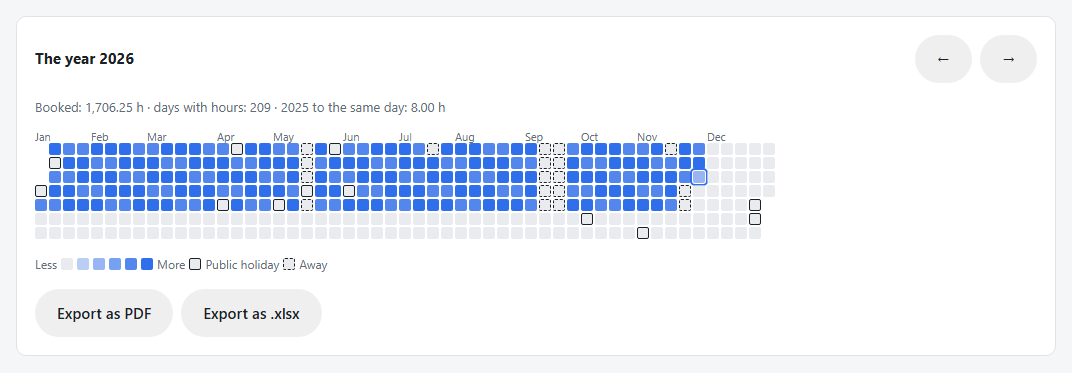 The year 2026
← →
Booked: 1,706.25 h · days with hours: 209 · 2025 to the same day: 8.00 h
Jan Feb Mar Apr May Jun Jul Aug Sep Oct Nov Dec
Less More Public holiday Away
Export as PDF Export as .xlsx